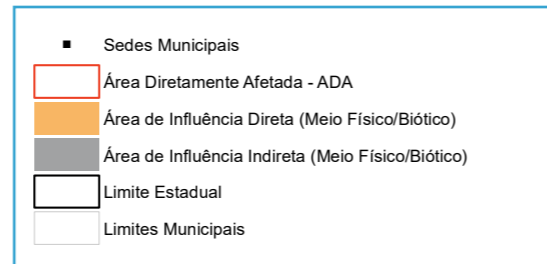 Sedes Municipais
Área Diretamente Afetada - ADA
Área de Influência Direta (Meio Físico/Biótico)
Área de Influência Indireta (Meio Físico/Biótico)
Limite Estadual
Limites Municipais